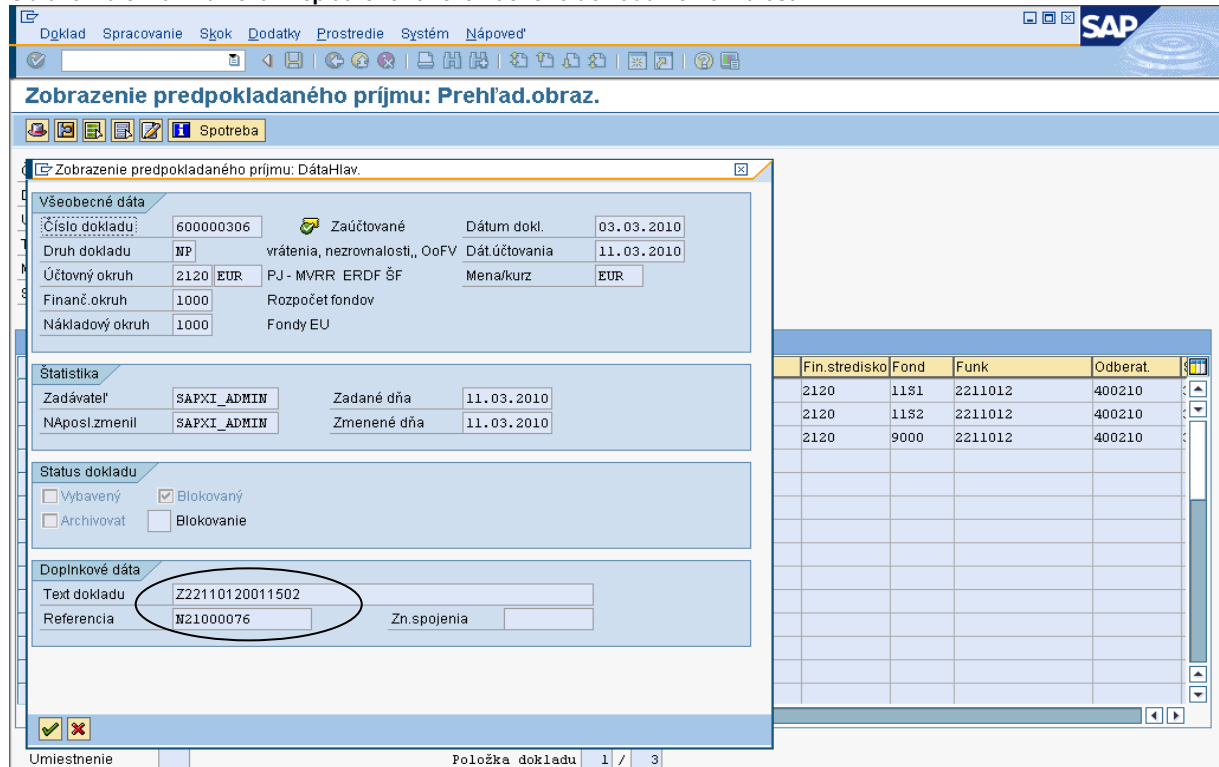 Doklad Spracovanie Skok Dodatky Prostredie Systém Nápoveď
SAP
Zobrazenie predpokladaného príjmu: Prehľad.obraz.
Spotreba
Zobrazenie predpokladaného príjmu: DátaHlav.
Všeobecné dáta
Číslo dokladu 600000306 Zaúčtované Dátum dokl. 03.03.2010
Druh dokladu NP vrátenia, nezrovnalosti,, OoFV Dát.účtovania 11.03.2010
Účtovný okruh 2120 EUR PJ - MVRR ERDF ŠF Mena/kurz EUR
Finanč.okruh 1000 Rozpočet fondov
Nákladový okruh 1000 Fondy EU
Štatistika
Zadávateľ SAPXI_ADMIN Zadané dňa 11.03.2010
NAposl.zmenil SAPXI_ADMIN Zmenené dňa 11.03.2010
Status dokladu
Vybavený Blokovaný
Archivovat Blokovanie
Doplnkové dáta
Text dokladu Z22110120011502
Referencia N21000076 Zn.spojenia
Fin.stredisko Fond Funk Odberat.
2120 11S1 2211012 400210
2120 11S2 2211012 400210
2120 9000 2211012 400210
Umiestnenie Položka dokladu 1 / 3